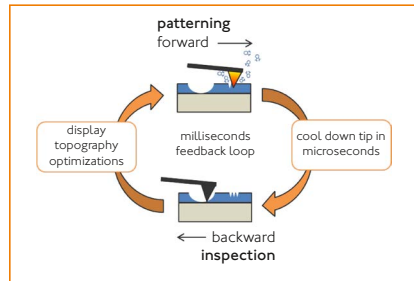 patterning
forward
display
topography
optimizations
milliseconds
feedback loop
cool down tip in
microseconds
backward
inspection